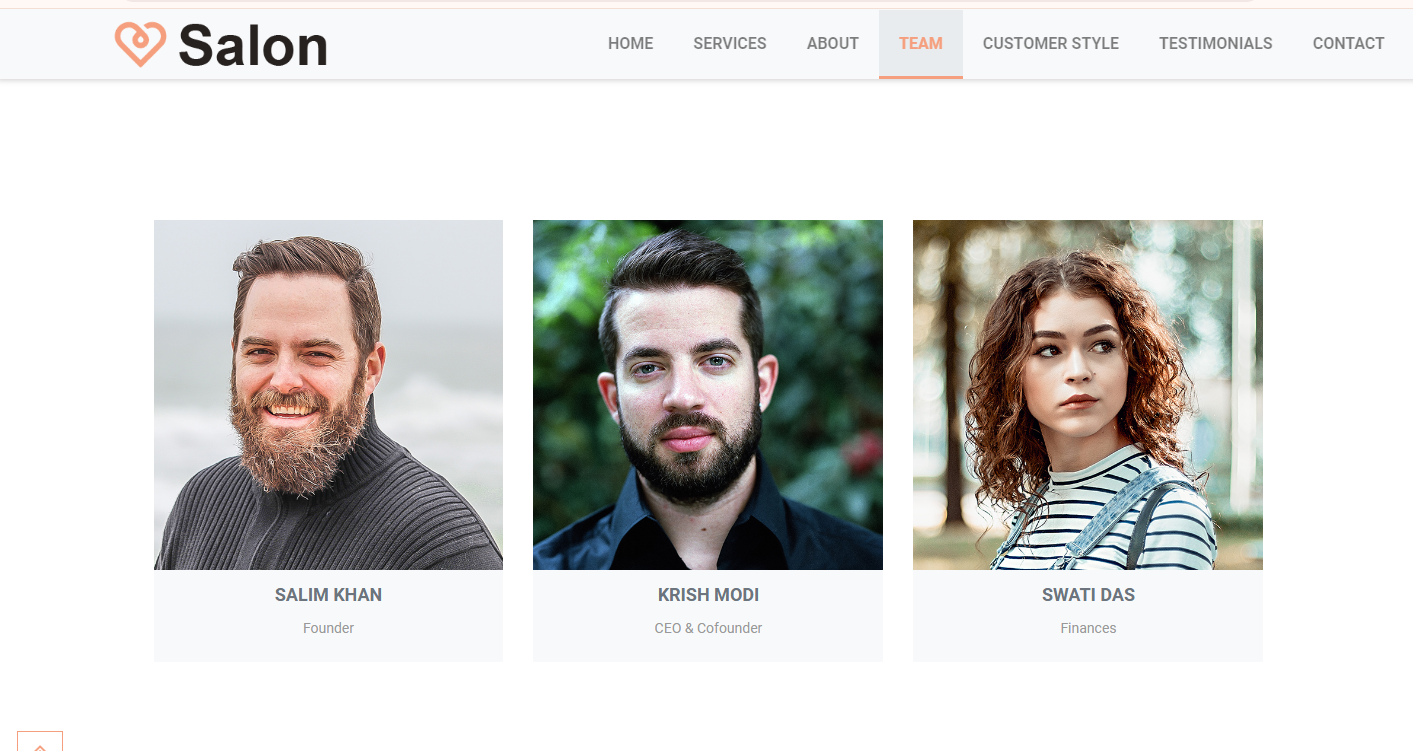 Salon
HOME SERVICES ABOUT TEAM CUSTOMER STYLE TESTIMONIALS CONTACT
SALIM KHAN
Founder
KRISH MODI
CEO & Cofounder
SWATI DAS
Finances